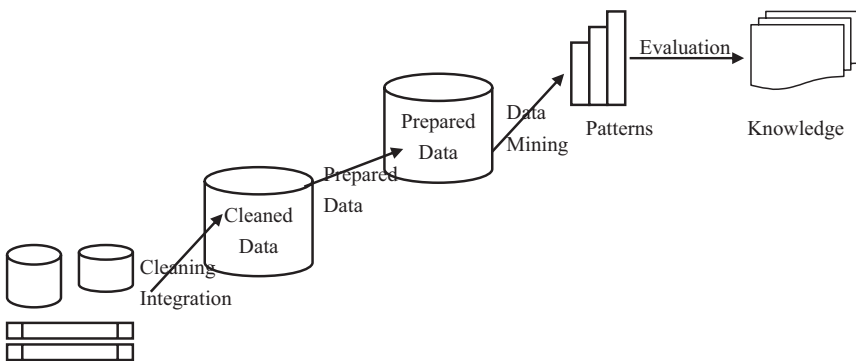 Cleaning
Integration
Cleaned
Data
Prepared
Data
Prepared
Data
Data
Mining
Patterns
Evaluation
Knowledge